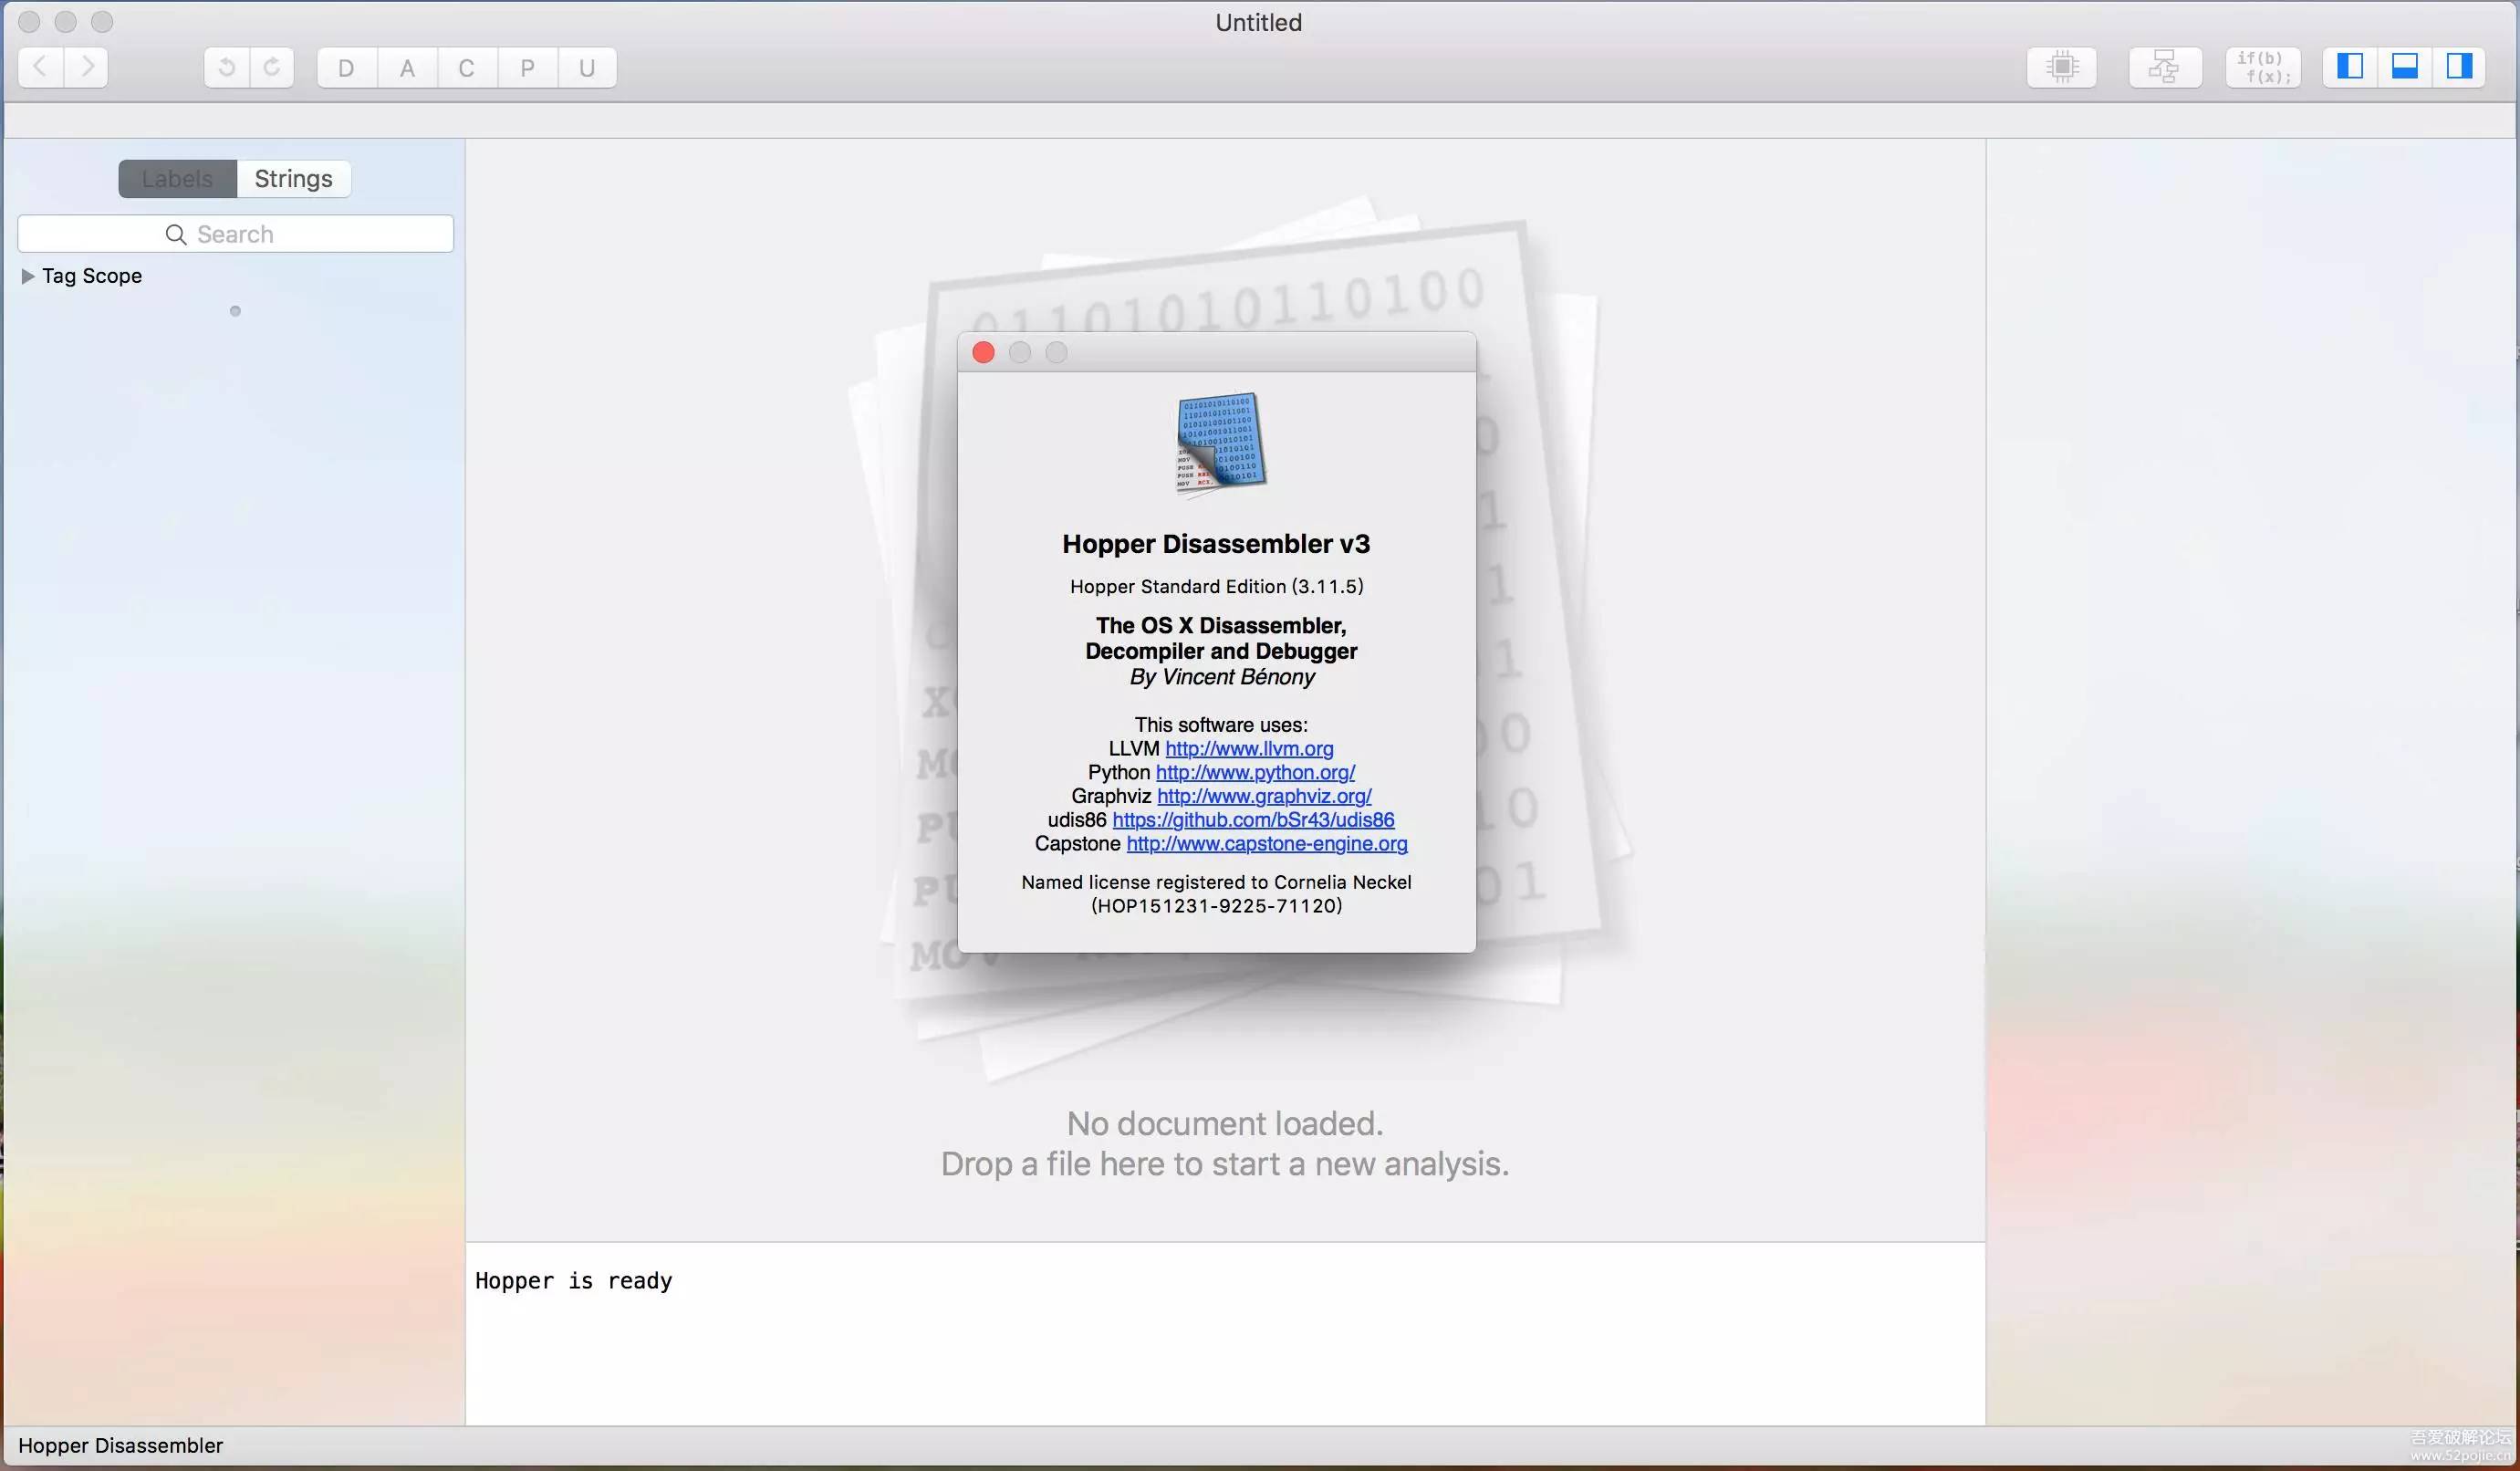 Untitled
D A C P U
if(b)
f(x);
Labels Strings
Search
Tag Scope
01101010110100
Hopper Disassembler v3
Hopper Standard Edition (3.11.5)
The OS X Disassembler,
Decompiler and Debugger
By Vincent Bénony
This software uses:
LLVM http://www.llvm.org
Python http://www.python.org/
Graphviz http://www.graphviz.org/
udis86 https://github.com/bSr43/udis86
Capstone http://www.capstone-engine.org
Named license registered to Cornelia Neckel
(HOP151231-9225-71120)
No document loaded.
Drop a file here to start a new analysis.
Hopper is ready
Hopper Disassembler
吾爱破解论坛
www.52pojie.cn